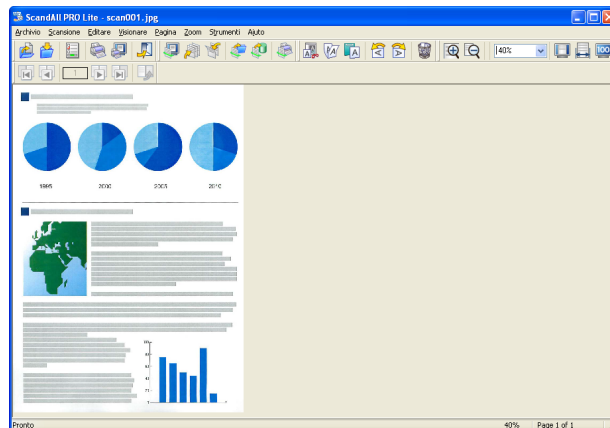 ScandAll PRO Lite - scan001.jpg
Archivio Scansione Editare Visionare Pagina Zoom Strumenti Aiuto
40%
100
1
1995 2000 2005 2010
Pronto 40% Page 1 of 1